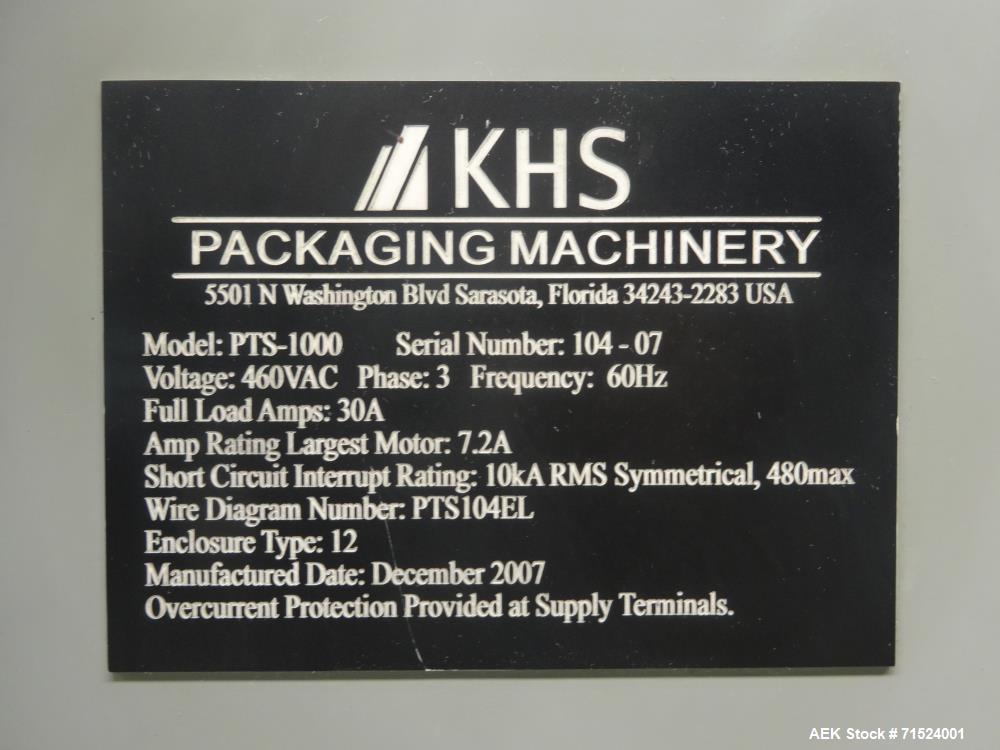 KHS
PACKAGING MACHINERY
5501 N Washington Blvd Sarasota, Florida 34243-2283 USA
Model: PTS-1000 Serial Number: 104 - 07
Voltage: 460VAC Phase: 3 Frequency: 60Hz
Full Load Amps: 30A
Amp Rating Largest Motor: 7.2A
Short Circuit Interrupt Rating: 10kA RMS Symmetrical, 480max
Wire Diagram Number: PTS104EL
Enclosure Type: 12
Manufactured Date: December 2007
Overcurrent Protection Provided at Supply Terminals.
AEK Stock # 71524001